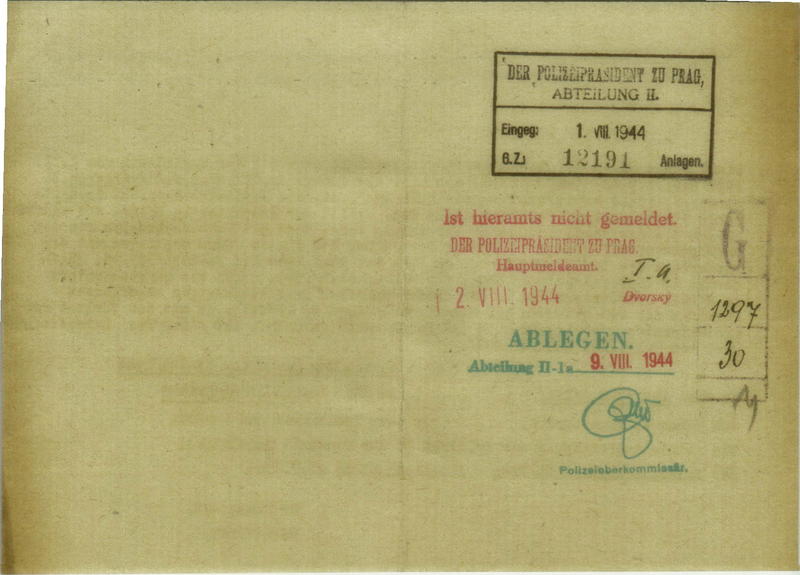 DER POLIZEIPRÄSIDENT ZU PRAG,
ABTEILUNG II.
Eingeg: 1. VIII. 1944
G.Z.: 12191 Anlagen.
Ist hieramts nicht gemeldet.
DER POLIZEIPRÄSIDENT ZU PRAG.
Hauptmeldeamt.
I. a.
2. VIII. 1944 Dvorsky
G
1297
30
ABLEGEN.
Abteilung II-1a 9. VIII. 1944
Polizeioberkommissär.